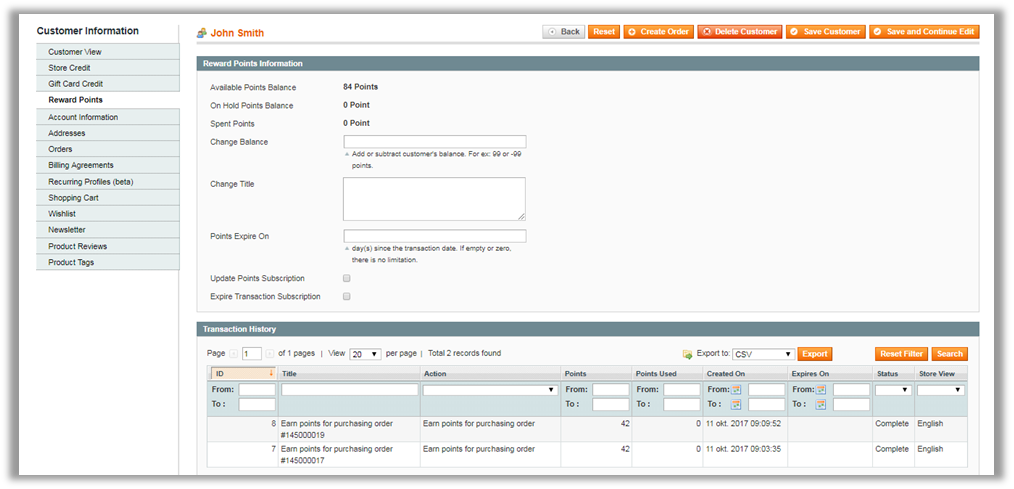 Customer Information
Customer View
Store Credit
Gift Card Credit
Reward Points
Account Information
Addresses
Orders
Billing Agreements
Recurring Profiles (beta)
Shopping Cart
Wishlist
Newsletter
Product Reviews
Product Tags
John Smith
Back Reset Create Order Delete Customer Save Customer Save and Continue Edit
Reward Points Information
Available Points Balance 84 Points
On Hold Points Balance 0 Point
Spent Points 0 Point
Change Balance
Add or subtract customer's balance. For ex: 99 or -99
points.
Change Title
Points Expire On
day(s) since the transaction date. If empty or zero,
there is no limitation.
Update Points Subscription
Expire Transaction Subscription
Transaction History
Page 1 of 1 pages | View 20 per page | Total 2 records found Export to: CSV Export Reset Filter Search
ID Title Action Points Points Used Created On Expires On Status Store View
From: From: From: From: From:
To : To : To : To : To :
8 Earn points for purchasing order Earn points for purchasing order 42 0 11 okt. 2017 09:09:52 Complete English
#145000019
7 Earn points for purchasing order Earn points for purchasing order 42 0 11 okt. 2017 09:03:35 Complete English
#145000017